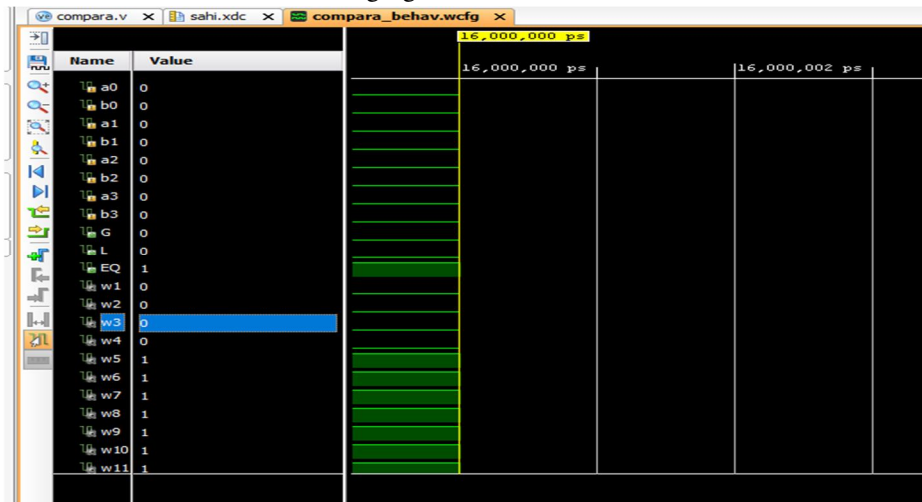 compara.v sahi.xdc compara_behav.wcfg
16,000,000 ps
Name Value
16,000,000 ps 16,000,002 ps
a0 0
b0 0
a1 0
b1 0
a2 0
b2 0
a3 0
b3 0
G 0
L 0
EQ 1
w1 0
w2 0
w3 0
w4 0
w5 1
w6 1
w7 1
w8 1
w9 1
w10 1
w11 1